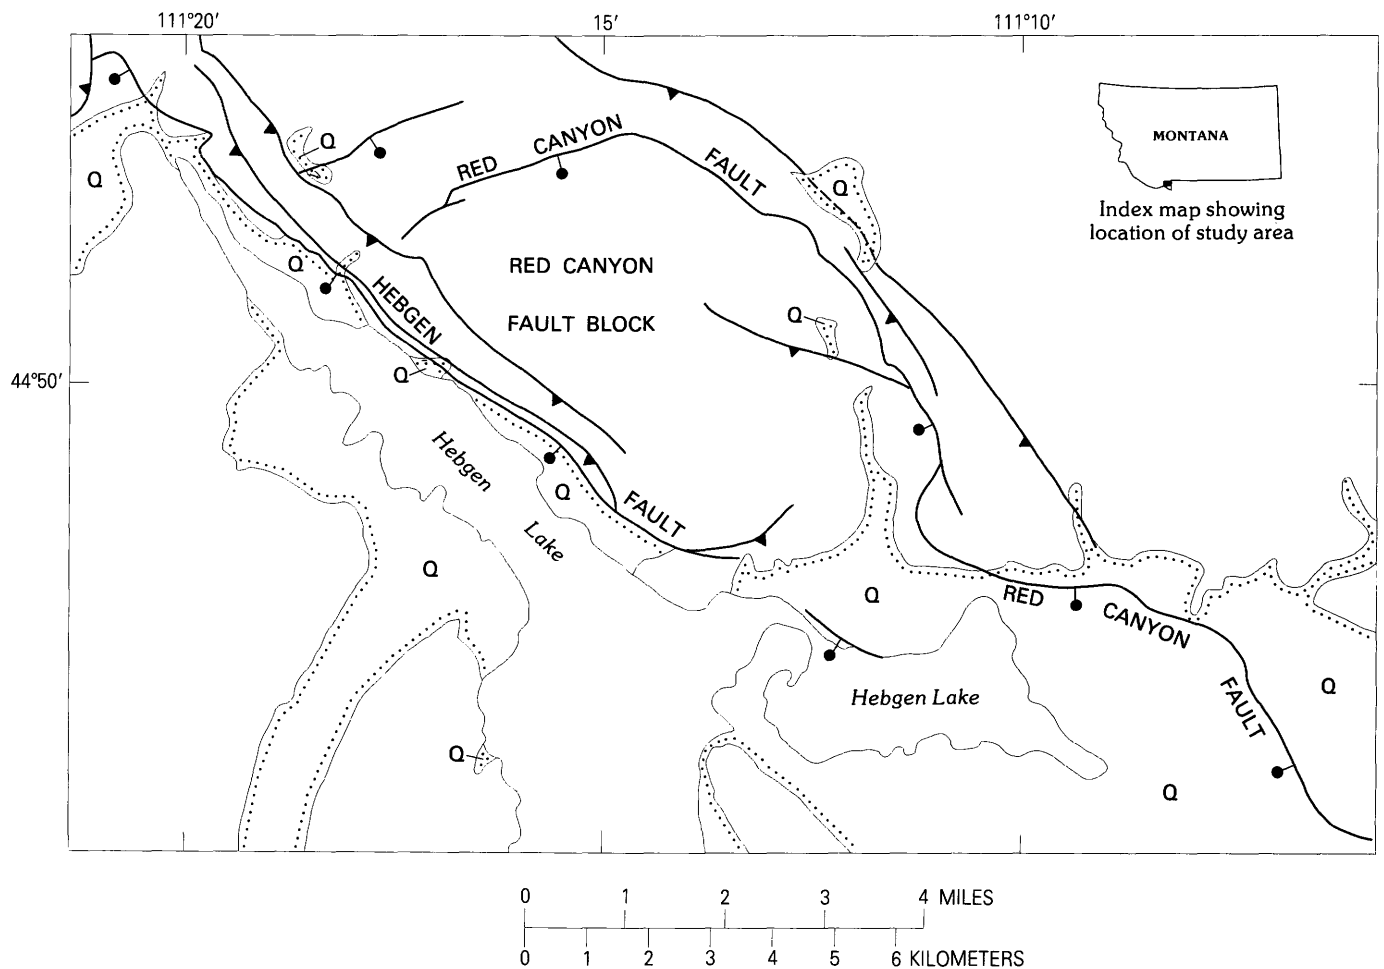 111°20′ 15′ 111°10′
MONTANA
Index map showing
location of study area
Q
Q
RED CANYON FAULT
Q
Q
RED CANYON
FAULT BLOCK
HEBGEN
Q
44°50′
Q
Hebgen
Lake
Q
FAULT
Q
Q
RED CANYON FAULT
Hebgen Lake
Q
Q
Q
0 1 2 3 4 MILES
0 1 2 3 4 5 6 KILOMETERS